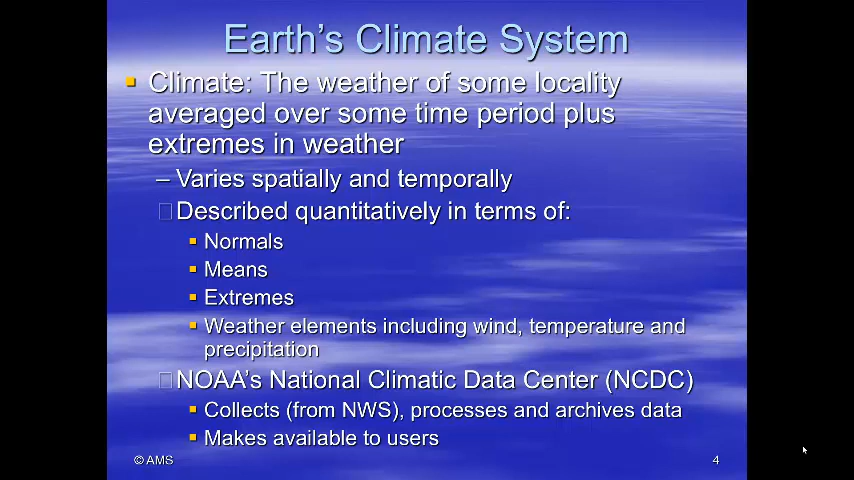 Earth's Climate System
Climate: The weather of some locality
averaged over some time period plus
extremes in weather
– Varies spatially and temporally
Described quantitatively in terms of:
Normals
Means
Extremes
Weather elements including wind, temperature and
precipitation
NOAA's National Climatic Data Center (NCDC)
Collects (from NWS), processes and archives data
Makes available to users
© AMS
4